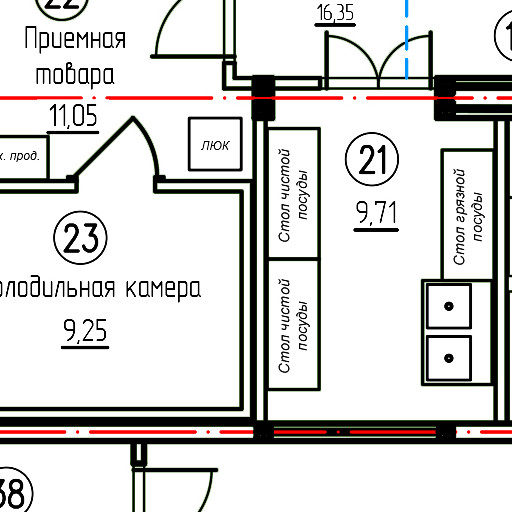 22
16,35
Приемная
товара
11,05
х. прод.
ЛЮК
21
9,71
Стол чистой
посуды
Стол грязной
посуды
23
олодильная камера
9,25
Стол чистой
посуды
38